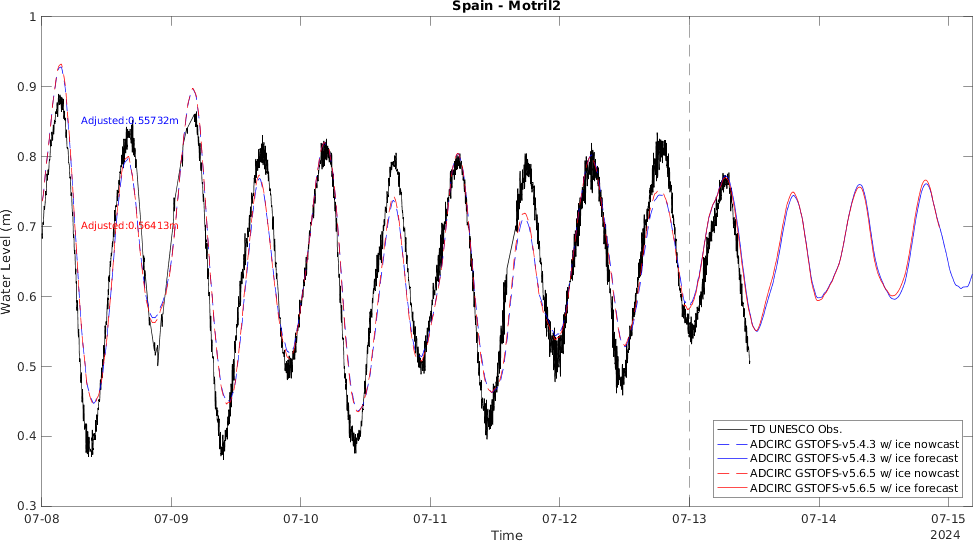 Spain - Motril2
Water Level (m)
1
0.9
0.8
0.7
0.6
0.5
0.4
0.3
Adjusted:0.55732m
Adjusted:0.56413m
TD UNESCO Obs.
ADCIRC GSTOFS-v5.4.3 w/ ice nowcast
ADCIRC GSTOFS-v5.4.3 w/ ice forecast
ADCIRC GSTOFS-v5.6.5 w/ ice nowcast
ADCIRC GSTOFS-v5.6.5 w/ ice forecast
07-08 07-09 07-10 07-11 07-12 07-13 07-14 07-15
Time
2024